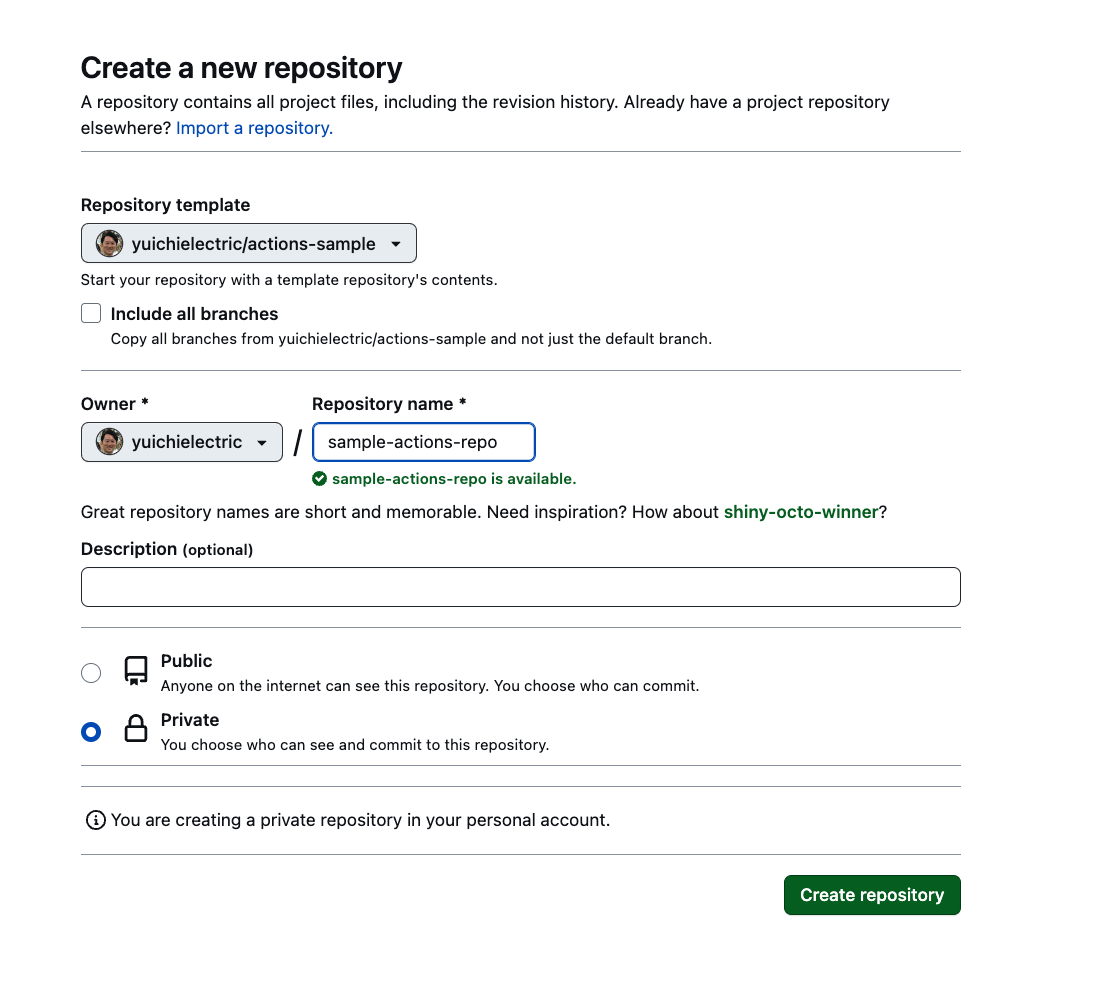 Create a new repository
A repository contains all project files, including the revision history. Already have a project repository
elsewhere? Import a repository.
Repository template
yuichielectric/actions-sample
Start your repository with a template repository's contents.
Include all branches
Copy all branches from yuichielectric/actions-sample and not just the default branch.
Owner * Repository name *
yuichielectric / sample-actions-repo
sample-actions-repo is available.
Great repository names are short and memorable. Need inspiration? How about shiny-octo-winner?
Description (optional)
Public
Anyone on the internet can see this repository. You choose who can commit.
Private
You choose who can see and commit to this repository.
You are creating a private repository in your personal account.
Create repository